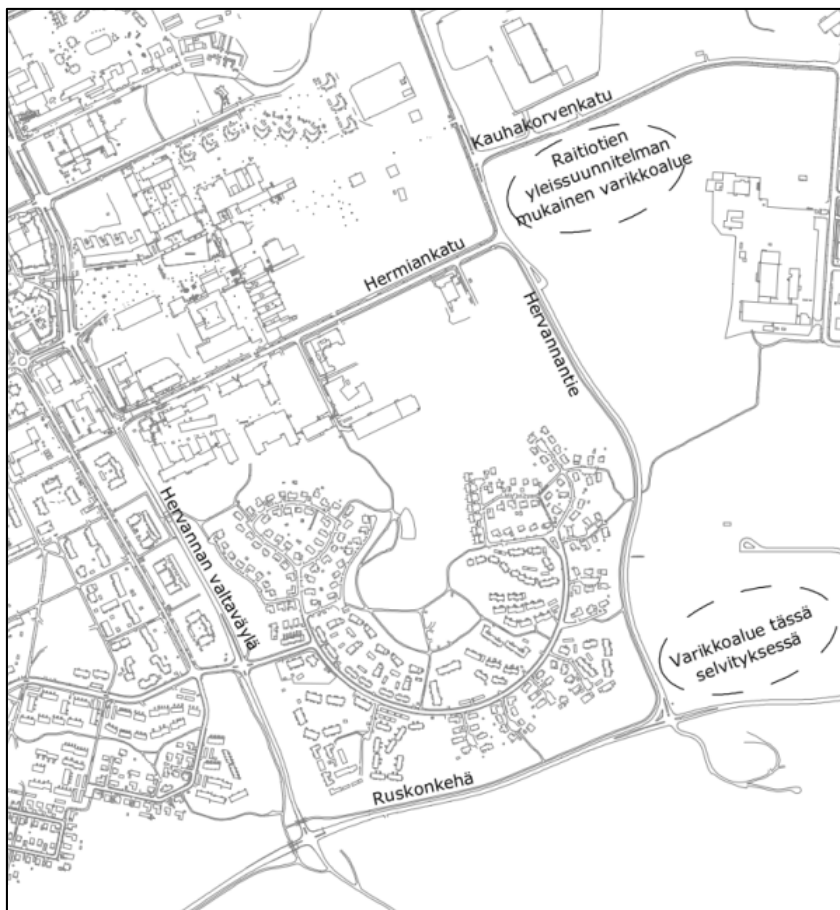 Kauhakorvenkatu
Raitiotien
yleissuunnitelman
mukainen varikkoalue
Hermiankatu
Hervannantie
Hervannan valtaväylä
Varikkoalue tässä
selvityksessä
Ruskonkehä